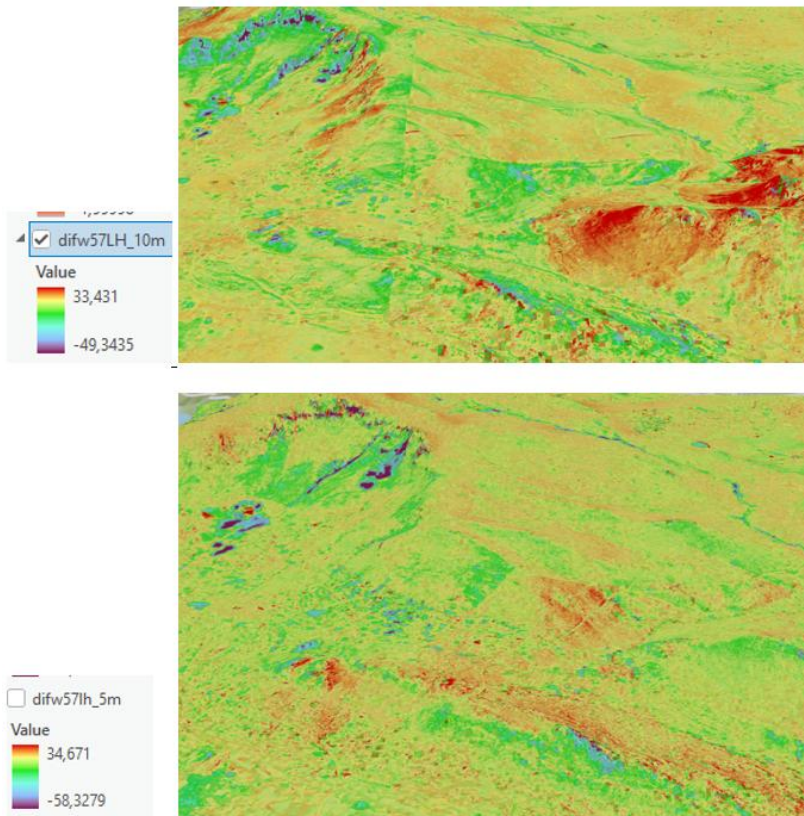 difw57LH_10m
Value
33,431
-49,3435
difw57lh_5m
Value
34,671
-58,3279